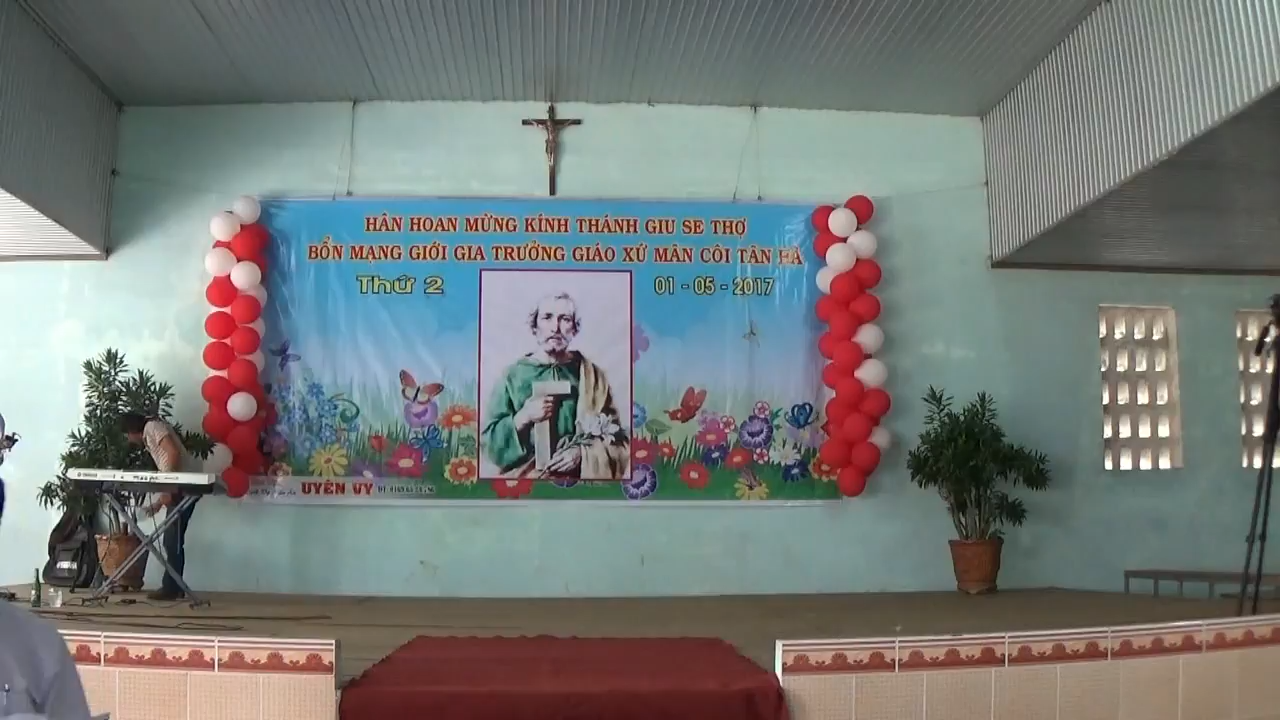 HÂN HOAN MỪNG KÍNH THÁNH GIU SE THỢ
BỔN MẠNG GIỚI GIA TRƯỞNG GIÁO XỨ MÂN CÔI TÂN HÀ
Thứ 2
01 - 05 - 2017
UYÊN VY